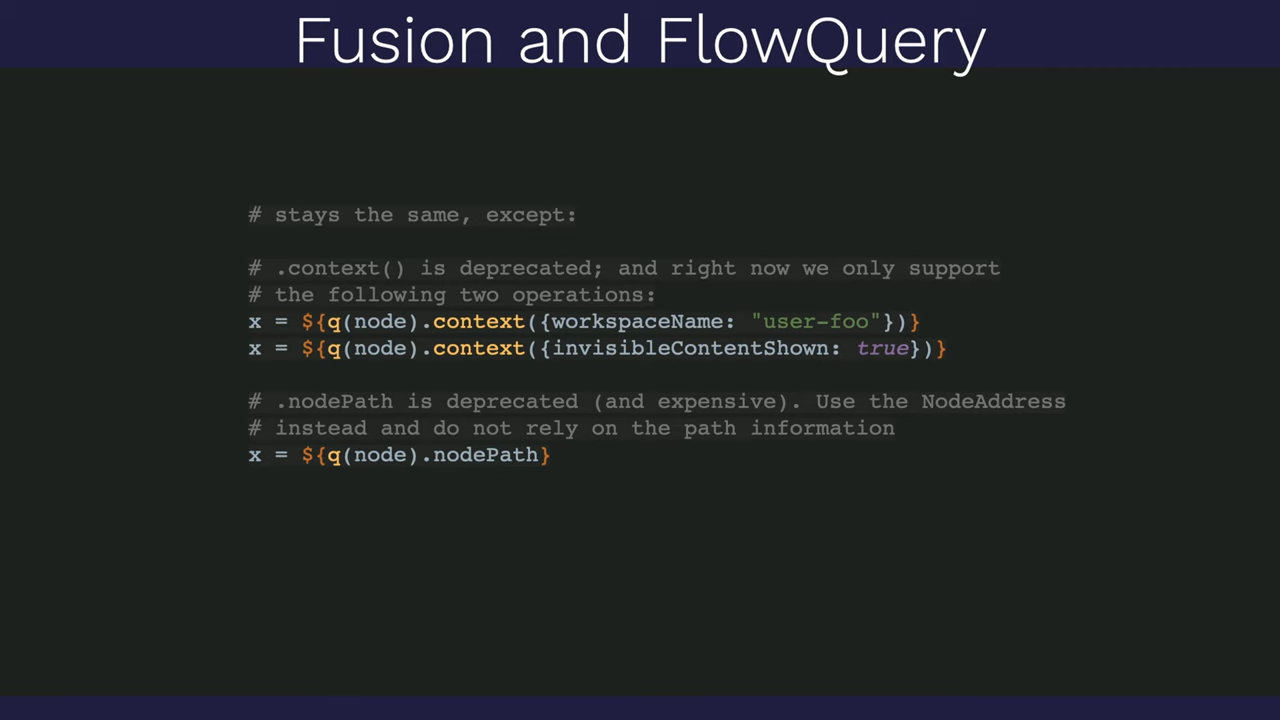 Fusion and FlowQuery
# stays the same, except:
# .context() is deprecated; and right now we only support
# the following two operations:
x = ${q(node).context({workspaceName: "user-foo"})}
x = ${q(node).context({invisibleContentShown: true})}
# .nodePath is deprecated (and expensive). Use the NodeAddress
# instead and do not rely on the path information
x = ${q(node).nodePath}